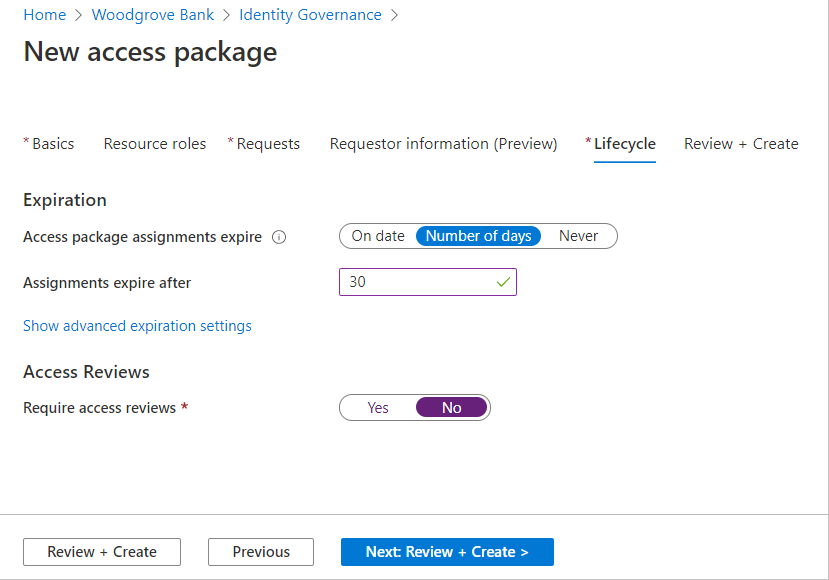 Home > Woodgrove Bank > Identity Governance >
New access package
* Basics Resource roles * Requests Requestor information (Preview) * Lifecycle Review + Create
Expiration
Access package assignments expire On date Number of days Never
Assignments expire after 30
Show advanced expiration settings
Access Reviews
Require access reviews * Yes No
Review + Create Previous Next: Review + Create >